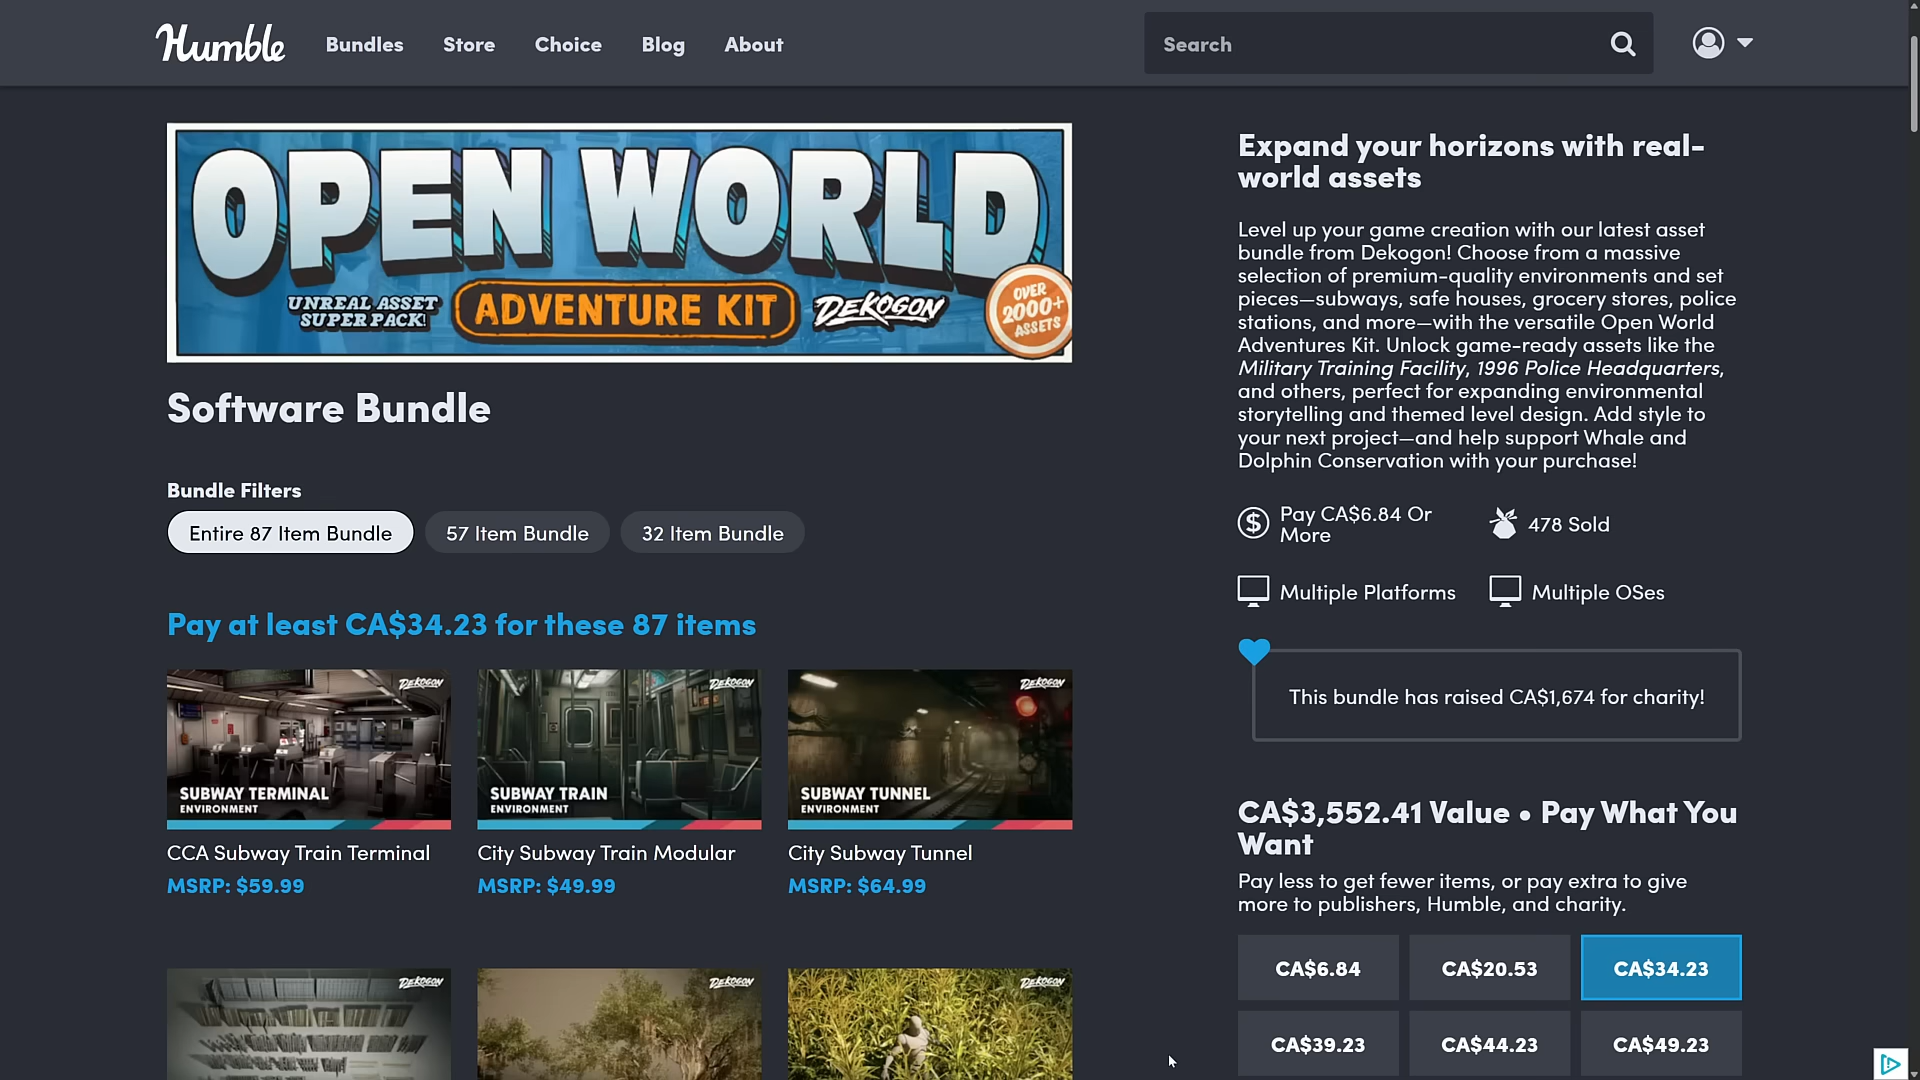 Humble
Bundles
Store
Choice
Blog
About
Search
OPEN WORLD
UNREAL ASSET
SUPER PACK!
ADVENTURE KIT
DEKOGON
OVER
2000+
ASSETS
Software Bundle
Bundle Filters
Entire 87 Item Bundle
57 Item Bundle
32 Item Bundle
Pay at least CA$34.23 for these 87 items
DEKOGON
SUBWAY TERMINAL
ENVIRONMENT
CCA Subway Train Terminal
MSRP: $59.99
DEKOGON
SUBWAY TRAIN
ENVIRONMENT
City Subway Train Modular
MSRP: $49.99
DEKOGON
SUBWAY TUNNEL
ENVIRONMENT
City Subway Tunnel
MSRP: $64.99
DEKOGON
DEKOGON
DEKOGON
Expand your horizons with real-
world assets
Level up your game creation with our latest asset
bundle from Dekogon! Choose from a massive
selection of premium-quality environments and set
pieces—subways, safe houses, grocery stores, police
stations, and more—with the versatile Open World
Adventures Kit. Unlock game-ready assets like the
Military Training Facility, 1996 Police Headquarters,
and others, perfect for expanding environmental
storytelling and themed level design. Add style to
your next project—and help support Whale and
Dolphin Conservation with your purchase!
Pay CA$6.84 Or
More
478 Sold
Multiple Platforms
Multiple OSes
This bundle has raised CA$1,674 for charity!
CA$3,552.41 Value • Pay What You
Want
Pay less to get fewer items, or pay extra to give
more to publishers, Humble, and charity.
CA$6.84
CA$20.53
CA$34.23
CA$39.23
CA$44.23
CA$49.23